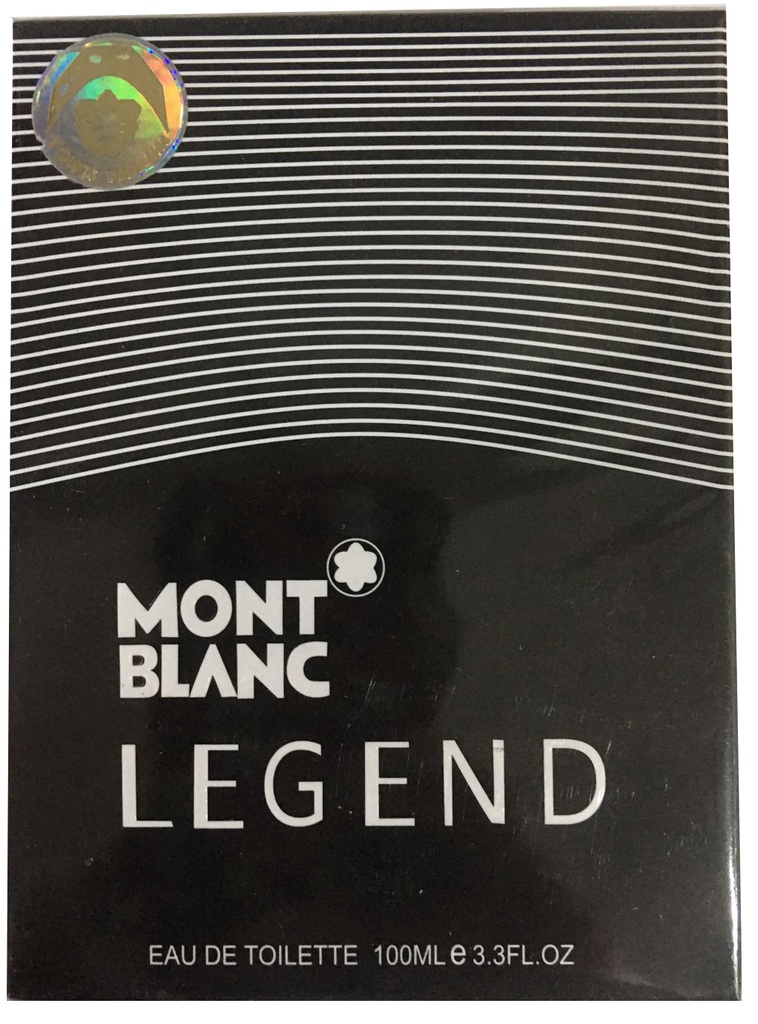 MONT
BLANC
LEGEND
EAU DE TOILETTE 100ML e 3.3FL.OZ